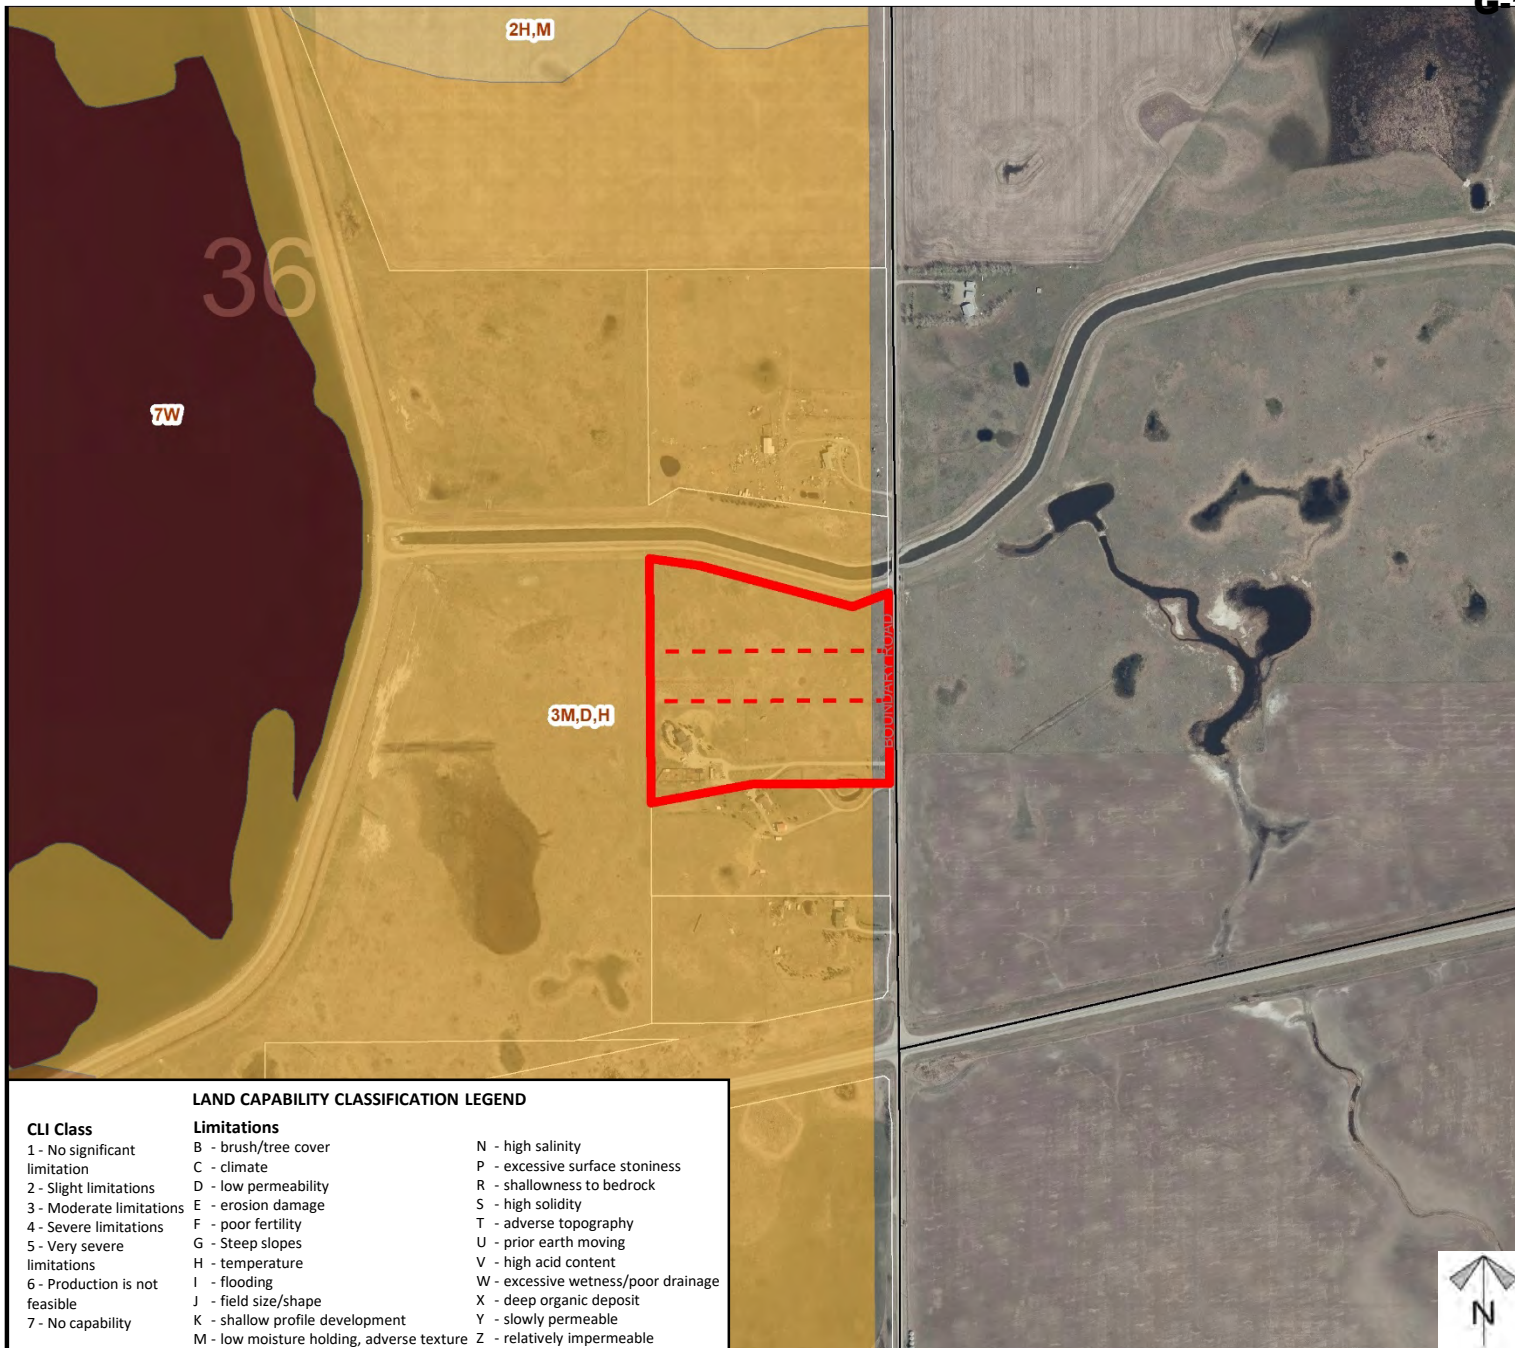 G-
2H,M
36
7W
BOUNDARY ROAD
3M,D,H
LAND CAPABILITY CLASSIFICATION LEGEND
CLI Class
1 - No significant
limitation
2 - Slight limitations
3 - Moderate limitations
4 - Severe limitations
5 - Very severe
limitations
6 - Production is not
feasible
7 - No capability
Limitations
B - brush/tree cover
C - climate
D - low permeability
E - erosion damage
F - poor fertility
G - Steep slopes
H - temperature
I - flooding
J - field size/shape
K - shallow profile development
M - low moisture holding, adverse texture
N - high salinity
P - excessive surface stoniness
R - shallowness to bedrock
S - high solidity
T - adverse topography
U - prior earth moving
V - high acid content
W - excessive wetness/poor drainage
X - deep organic deposit
Y - slowly permeable
Z - relatively impermeable
N